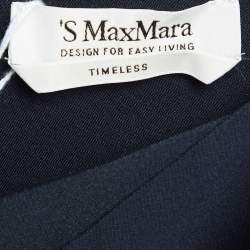 'S MaxMara
DESIGN FOR EASY LIVING
TIMELESS